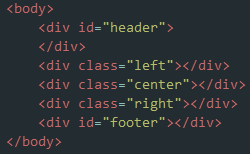 <body>
    <div id="header">
    </div>
    <div class="left"></div>
    <div class="center"></div>
    <div class="right"></div>
    <div id="footer"></div>
</body>